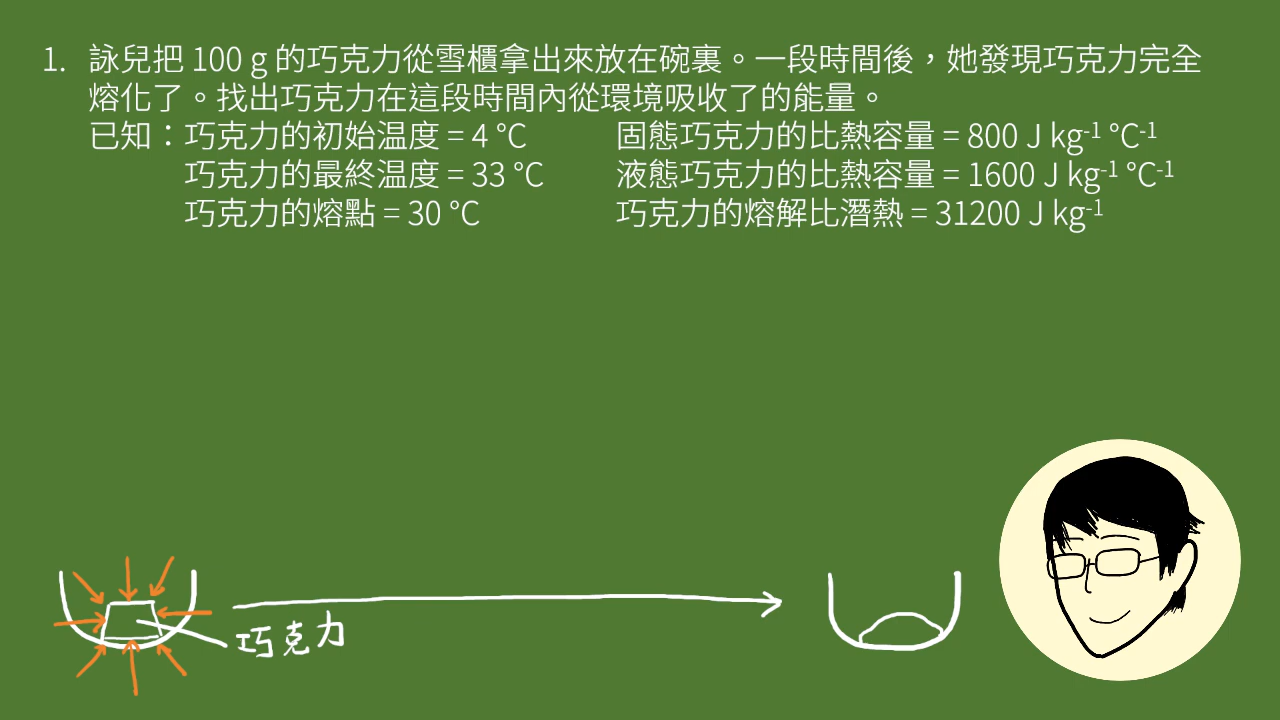 1. 詠兒把 100 g 的巧克力從雪櫃拿出來放在碗裏。一段時間後，她發現巧克力完全
熔化了。找出巧克力在這段時間內從環境吸收了的能量。
已知：巧克力的初始温度 = 4 °C 固態巧克力的比熱容量 = 800 J kg⁻¹ °C⁻¹
巧克力的最終温度 = 33 °C 液態巧克力的比熱容量 = 1600 J kg⁻¹ °C⁻¹
巧克力的熔點 = 30 °C 巧克力的熔解比潛熱 = 31200 J kg⁻¹
巧克力